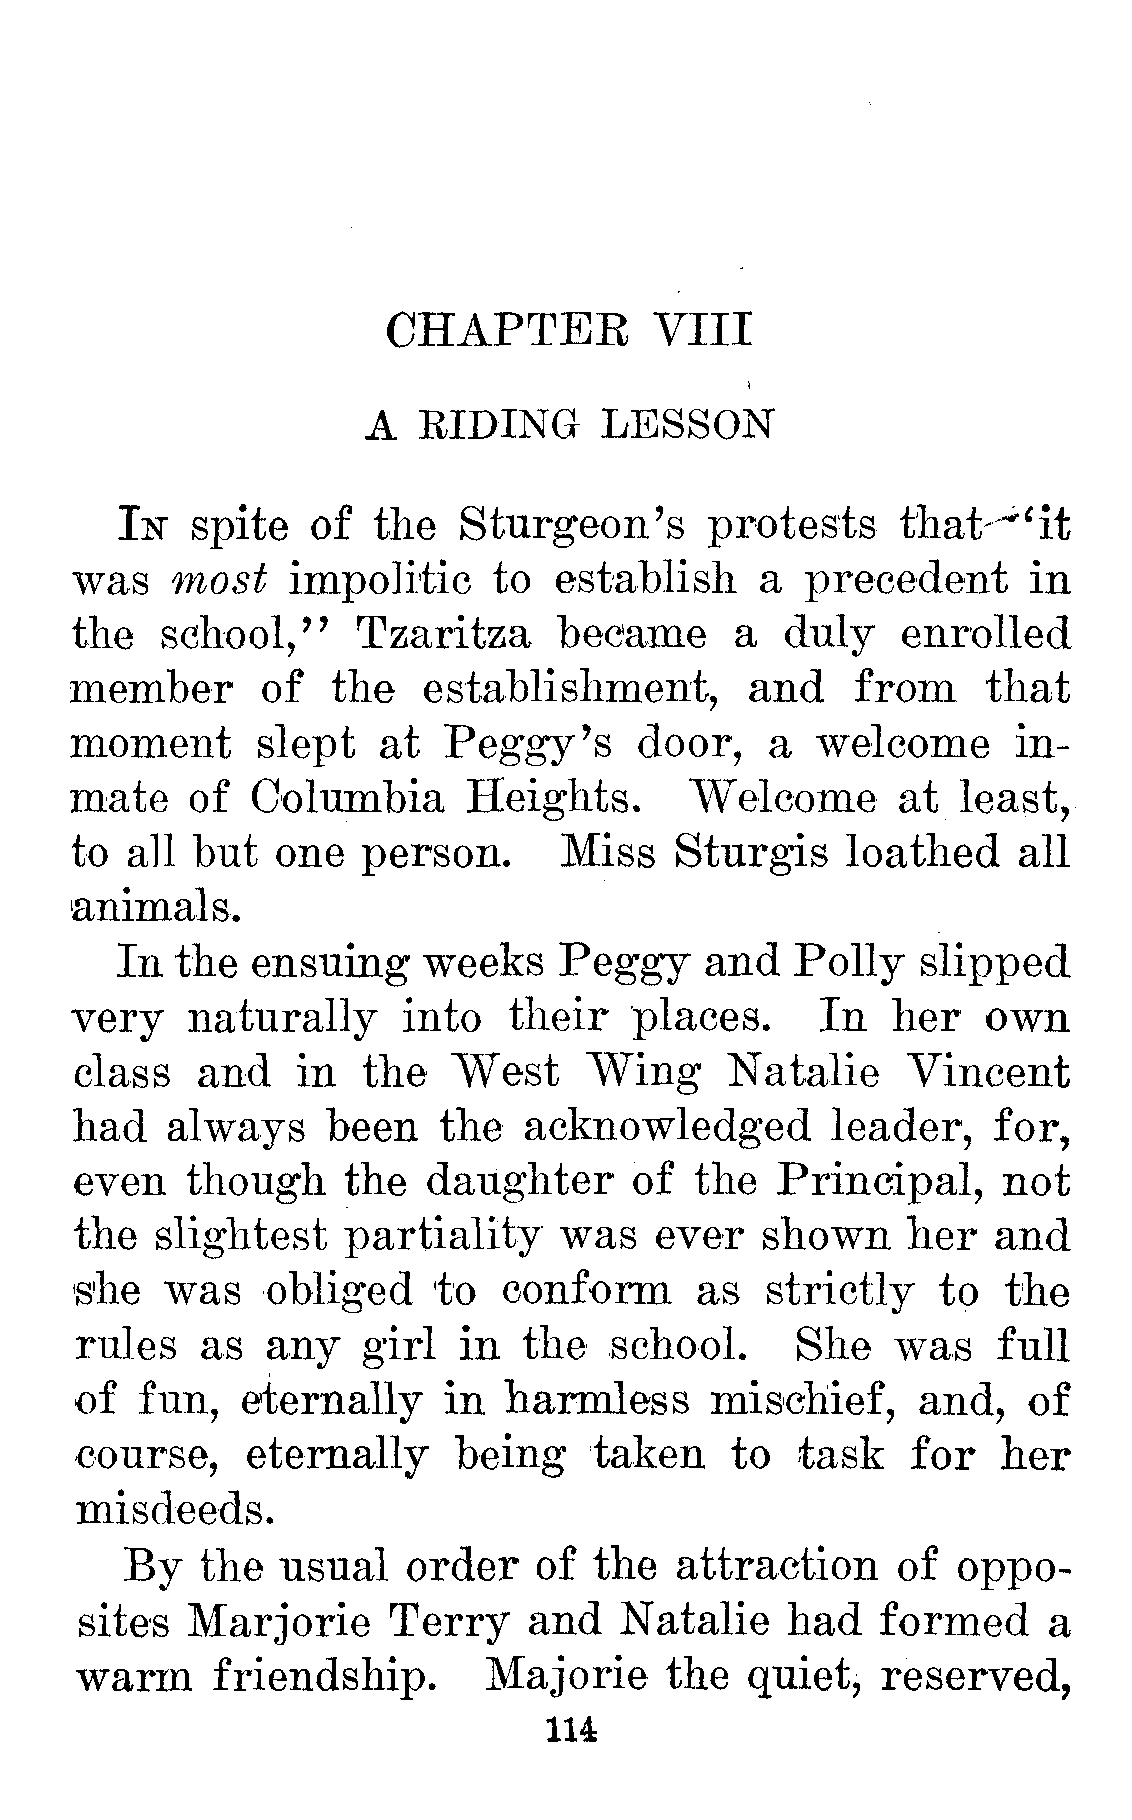 CHAPTER VIII
A RIDING LESSON
IN spite of the Sturgeon's protests that "it
was most impolitic to establish a precedent in
the school," Tzaritza became a duly enrolled
member of the establishment, and from that
moment slept at Peggy's door, a welcome in-
mate of Columbia Heights. Welcome at least,
to all but one person. Miss Sturgis loathed all
animals.
In the ensuing weeks Peggy and Polly slipped
very naturally into their places. In her own
class and in the West Wing Natalie Vincent
had always been the acknowledged leader, for,
even though the daughter of the Principal, not
the slightest partiality was ever shown her and
she was obliged to conform as strictly to the
rules as any girl in the school. She was full
of fun, eternally in harmless mischief, and, of
course, eternally being taken to task for her
misdeeds.
By the usual order of the attraction of oppo-
sites Marjorie Terry and Natalie had formed a
warm friendship. Majorie the quiet, reserved,
114